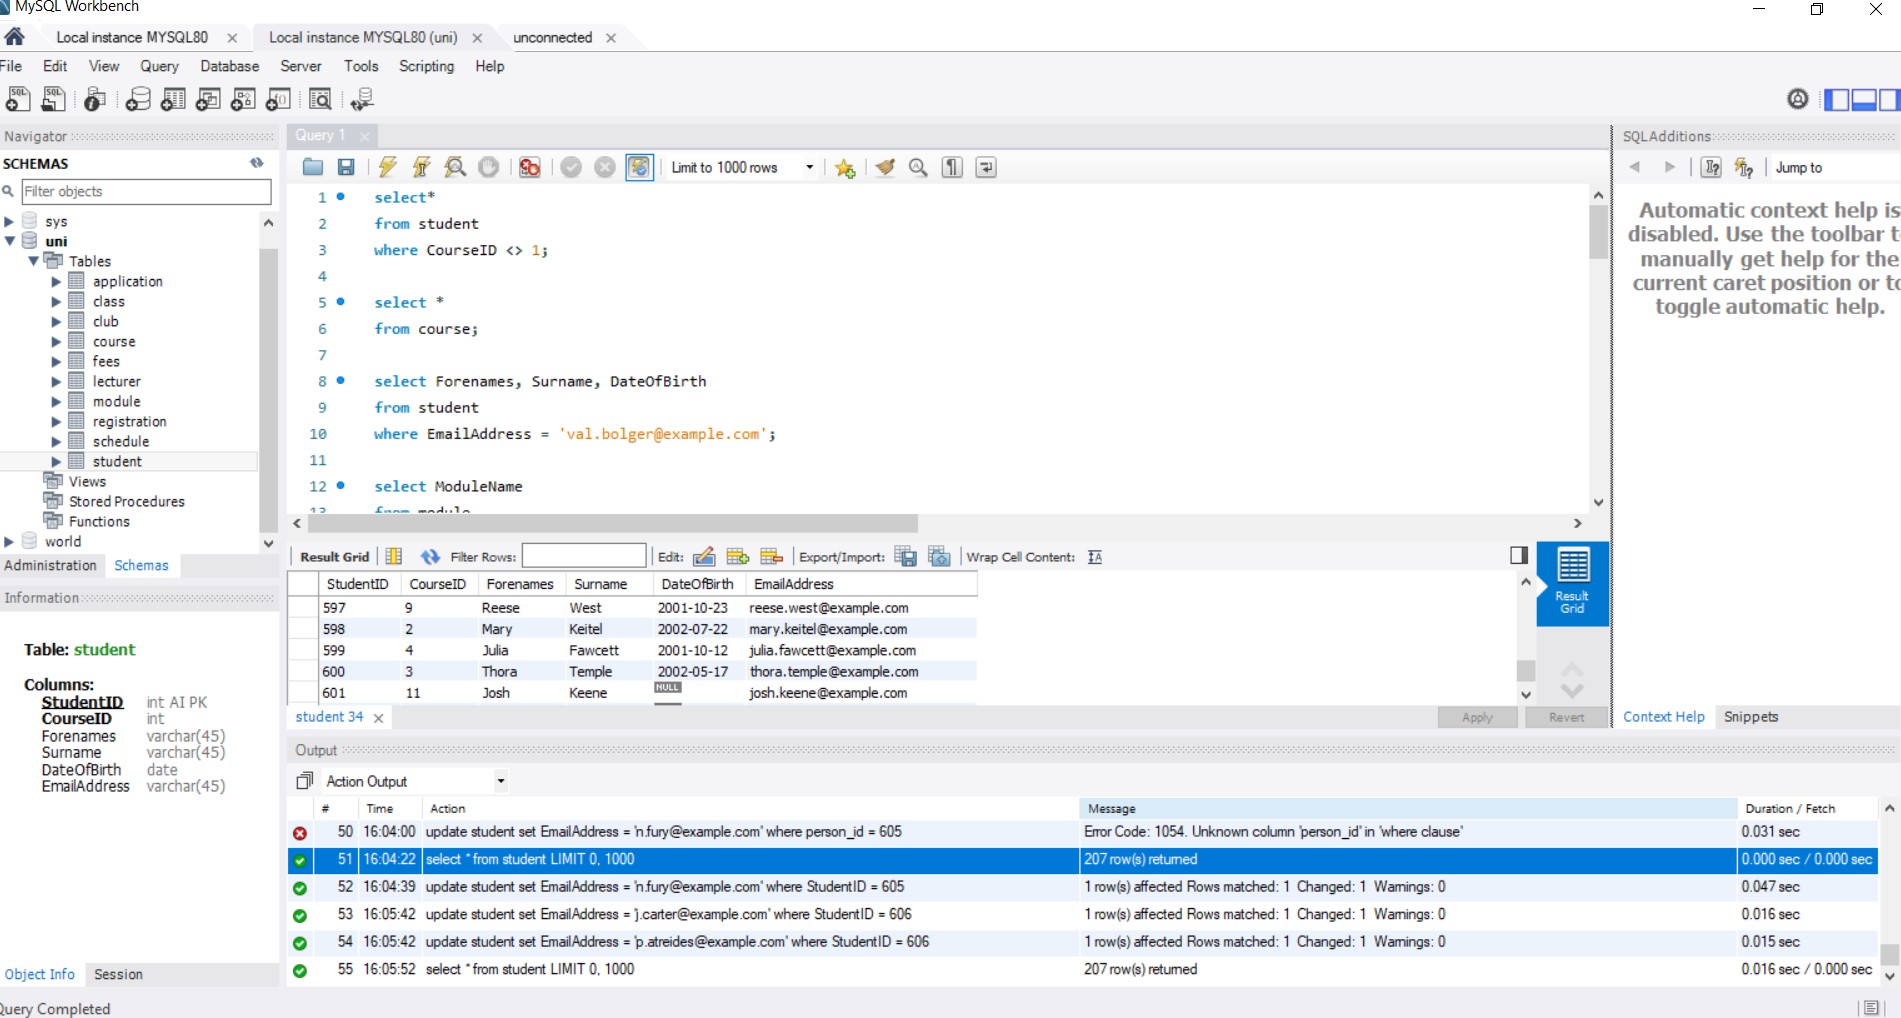 MySQL Workbench
Local instance MYSQL80
Local instance MYSQL80 (uni)
unconnected
File Edit View Query Database Server Tools Scripting Help
Navigator
SCHEMAS
Filter objects
sys
uni
Tables
application
class
club
course
fees
lecturer
module
registration
schedule
student
Views
Stored Procedures
Functions
world
Administration Schemas
Information
Table: student
Columns:
StudentID int AI PK
CourseID int
Forenames varchar(45)
Surname varchar(45)
DateOfBirth date
EmailAddress varchar(45)
Object Info Session
Query Completed
Query 1
Limit to 1000 rows
1 select*
2 from student
3 where CourseID <> 1;
4
5 select *
6 from course;
7
8 select Forenames, Surname, DateOfBirth
9 from student
10 where EmailAddress = 'val.bolger@example.com';
11
12 select ModuleName
13 from module
Result Grid Filter Rows: Edit: Export/Import: Wrap Cell Content:
StudentID CourseID Forenames Surname DateOfBirth EmailAddress
597 9 Reese West 2001-10-23 reese.west@example.com
598 2 Mary Keitel 2002-07-22 mary.keitel@example.com
599 4 Julia Fawcett 2001-10-12 julia.fawcett@example.com
600 3 Thora Temple 2002-05-17 thora.temple@example.com
601 11 Josh Keene NULL josh.keene@example.com
Result
Grid
student 34
Apply Revert
SQLAdditions
Jump to
Automatic context help is
disabled. Use the toolbar t
manually get help for the
current caret position or to
toggle automatic help.
Context Help Snippets
Output
Action Output
# Time Action Message Duration / Fetch
50 16:04:00 update student set EmailAddress = 'n.fury@example.com' where person_id = 605 Error Code: 1054. Unknown column 'person_id' in 'where clause' 0.031 sec
51 16:04:22 select * from student LIMIT 0, 1000 207 row(s) returned 0.000 sec / 0.000 sec
52 16:04:39 update student set EmailAddress = 'n.fury@example.com' where StudentID = 605 1 row(s) affected Rows matched: 1 Changed: 1 Warnings: 0 0.047 sec
53 16:05:42 update student set EmailAddress = 'j.carter@example.com' where StudentID = 606 1 row(s) affected Rows matched: 1 Changed: 1 Warnings: 0 0.016 sec
54 16:05:42 update student set EmailAddress = 'p.atreides@example.com' where StudentID = 606 1 row(s) affected Rows matched: 1 Changed: 1 Warnings: 0 0.015 sec
55 16:05:52 select * from student LIMIT 0, 1000 207 row(s) returned 0.016 sec / 0.000 sec